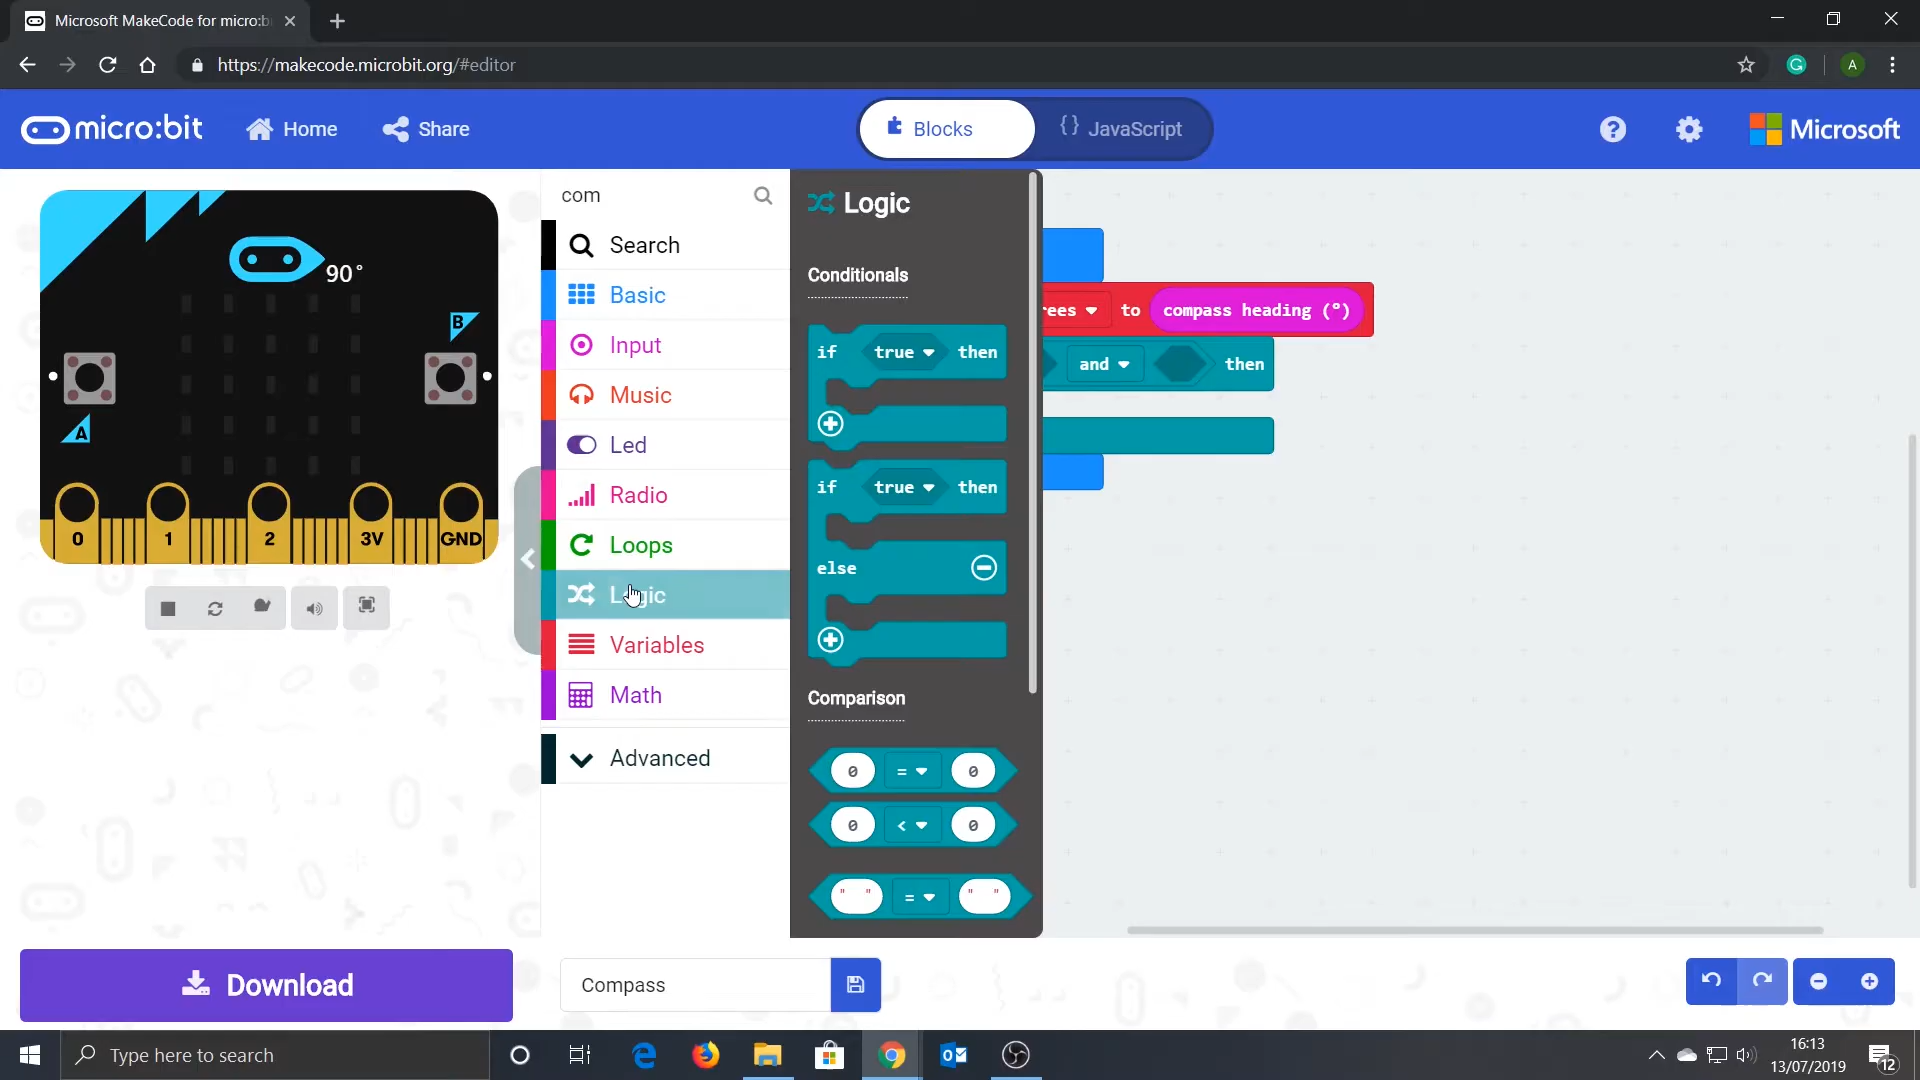 Microsoft MakeCode for micro:b
https://makecode.microbit.org/#editor
A
micro:bit
Home
Share
Blocks
{} JavaScript
?
Microsoft
90°
B
A
0 1 2 3V GND
com
Search
Basic
Input
Music
Led
Radio
Loops
Logic
Variables
Math
Advanced
Logic
Conditionals
if true then
if true then
else
Comparison
0 = 0
0 < 0
" " = " "
rees to compass heading (°)
and then
Download
Compass
Type here to search
16:13
13/07/2019
12